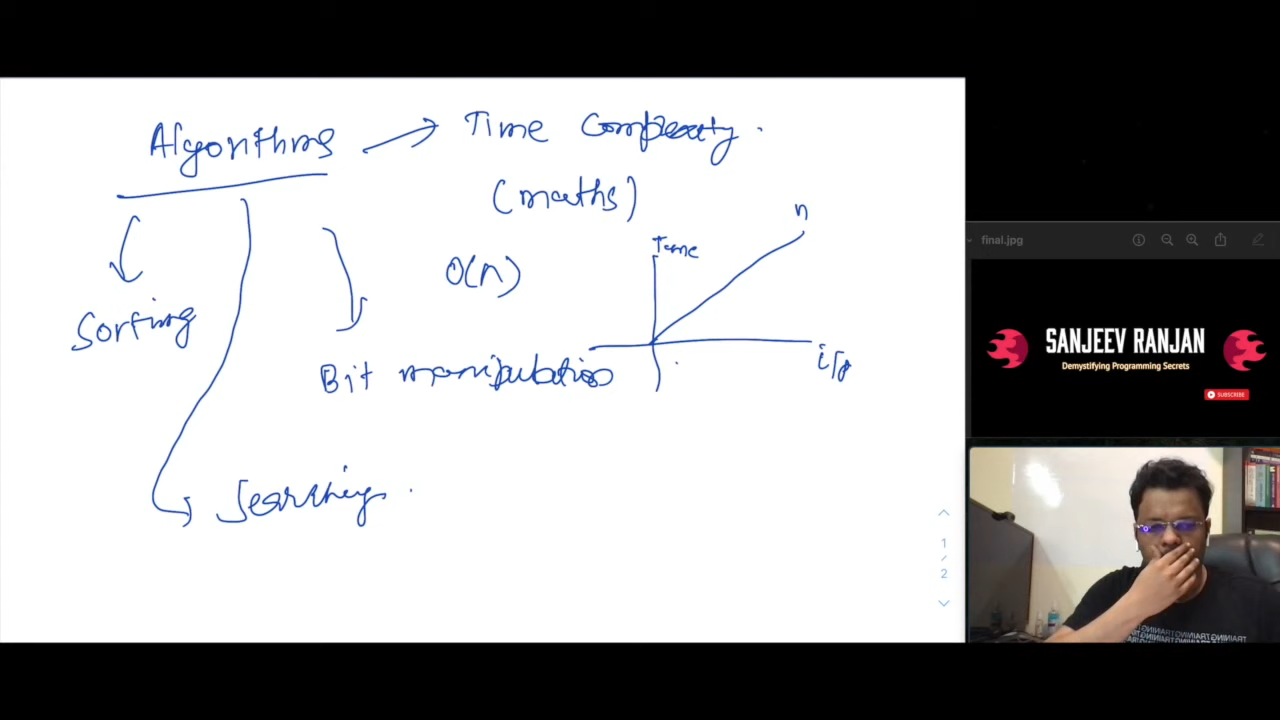 Algorithms → Time Complexity.
(maths)
n
Time
O(n)
i/p
Sorting
Bit manipulation
Searching.
final.jpg
SANJEEV RANJAN
Demystifying Programming Secrets
SUBSCRIBE
1
/
2